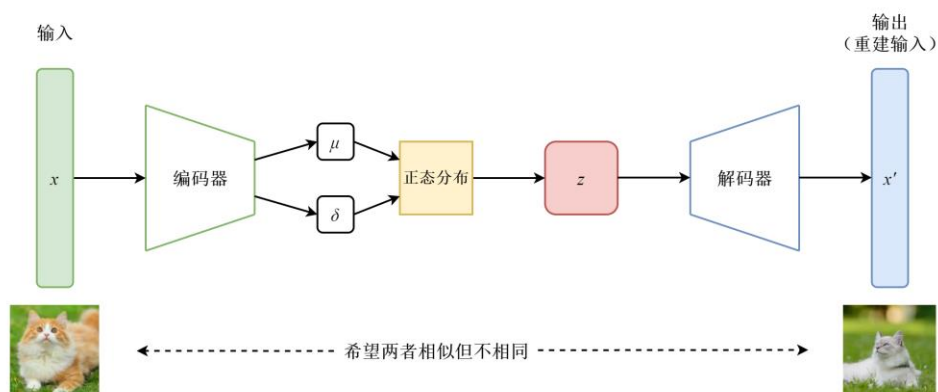 输入
输出
（重建输入）
x
编码器
μ
δ
正态分布
z
解码器
x′
希望两者相似但不相同